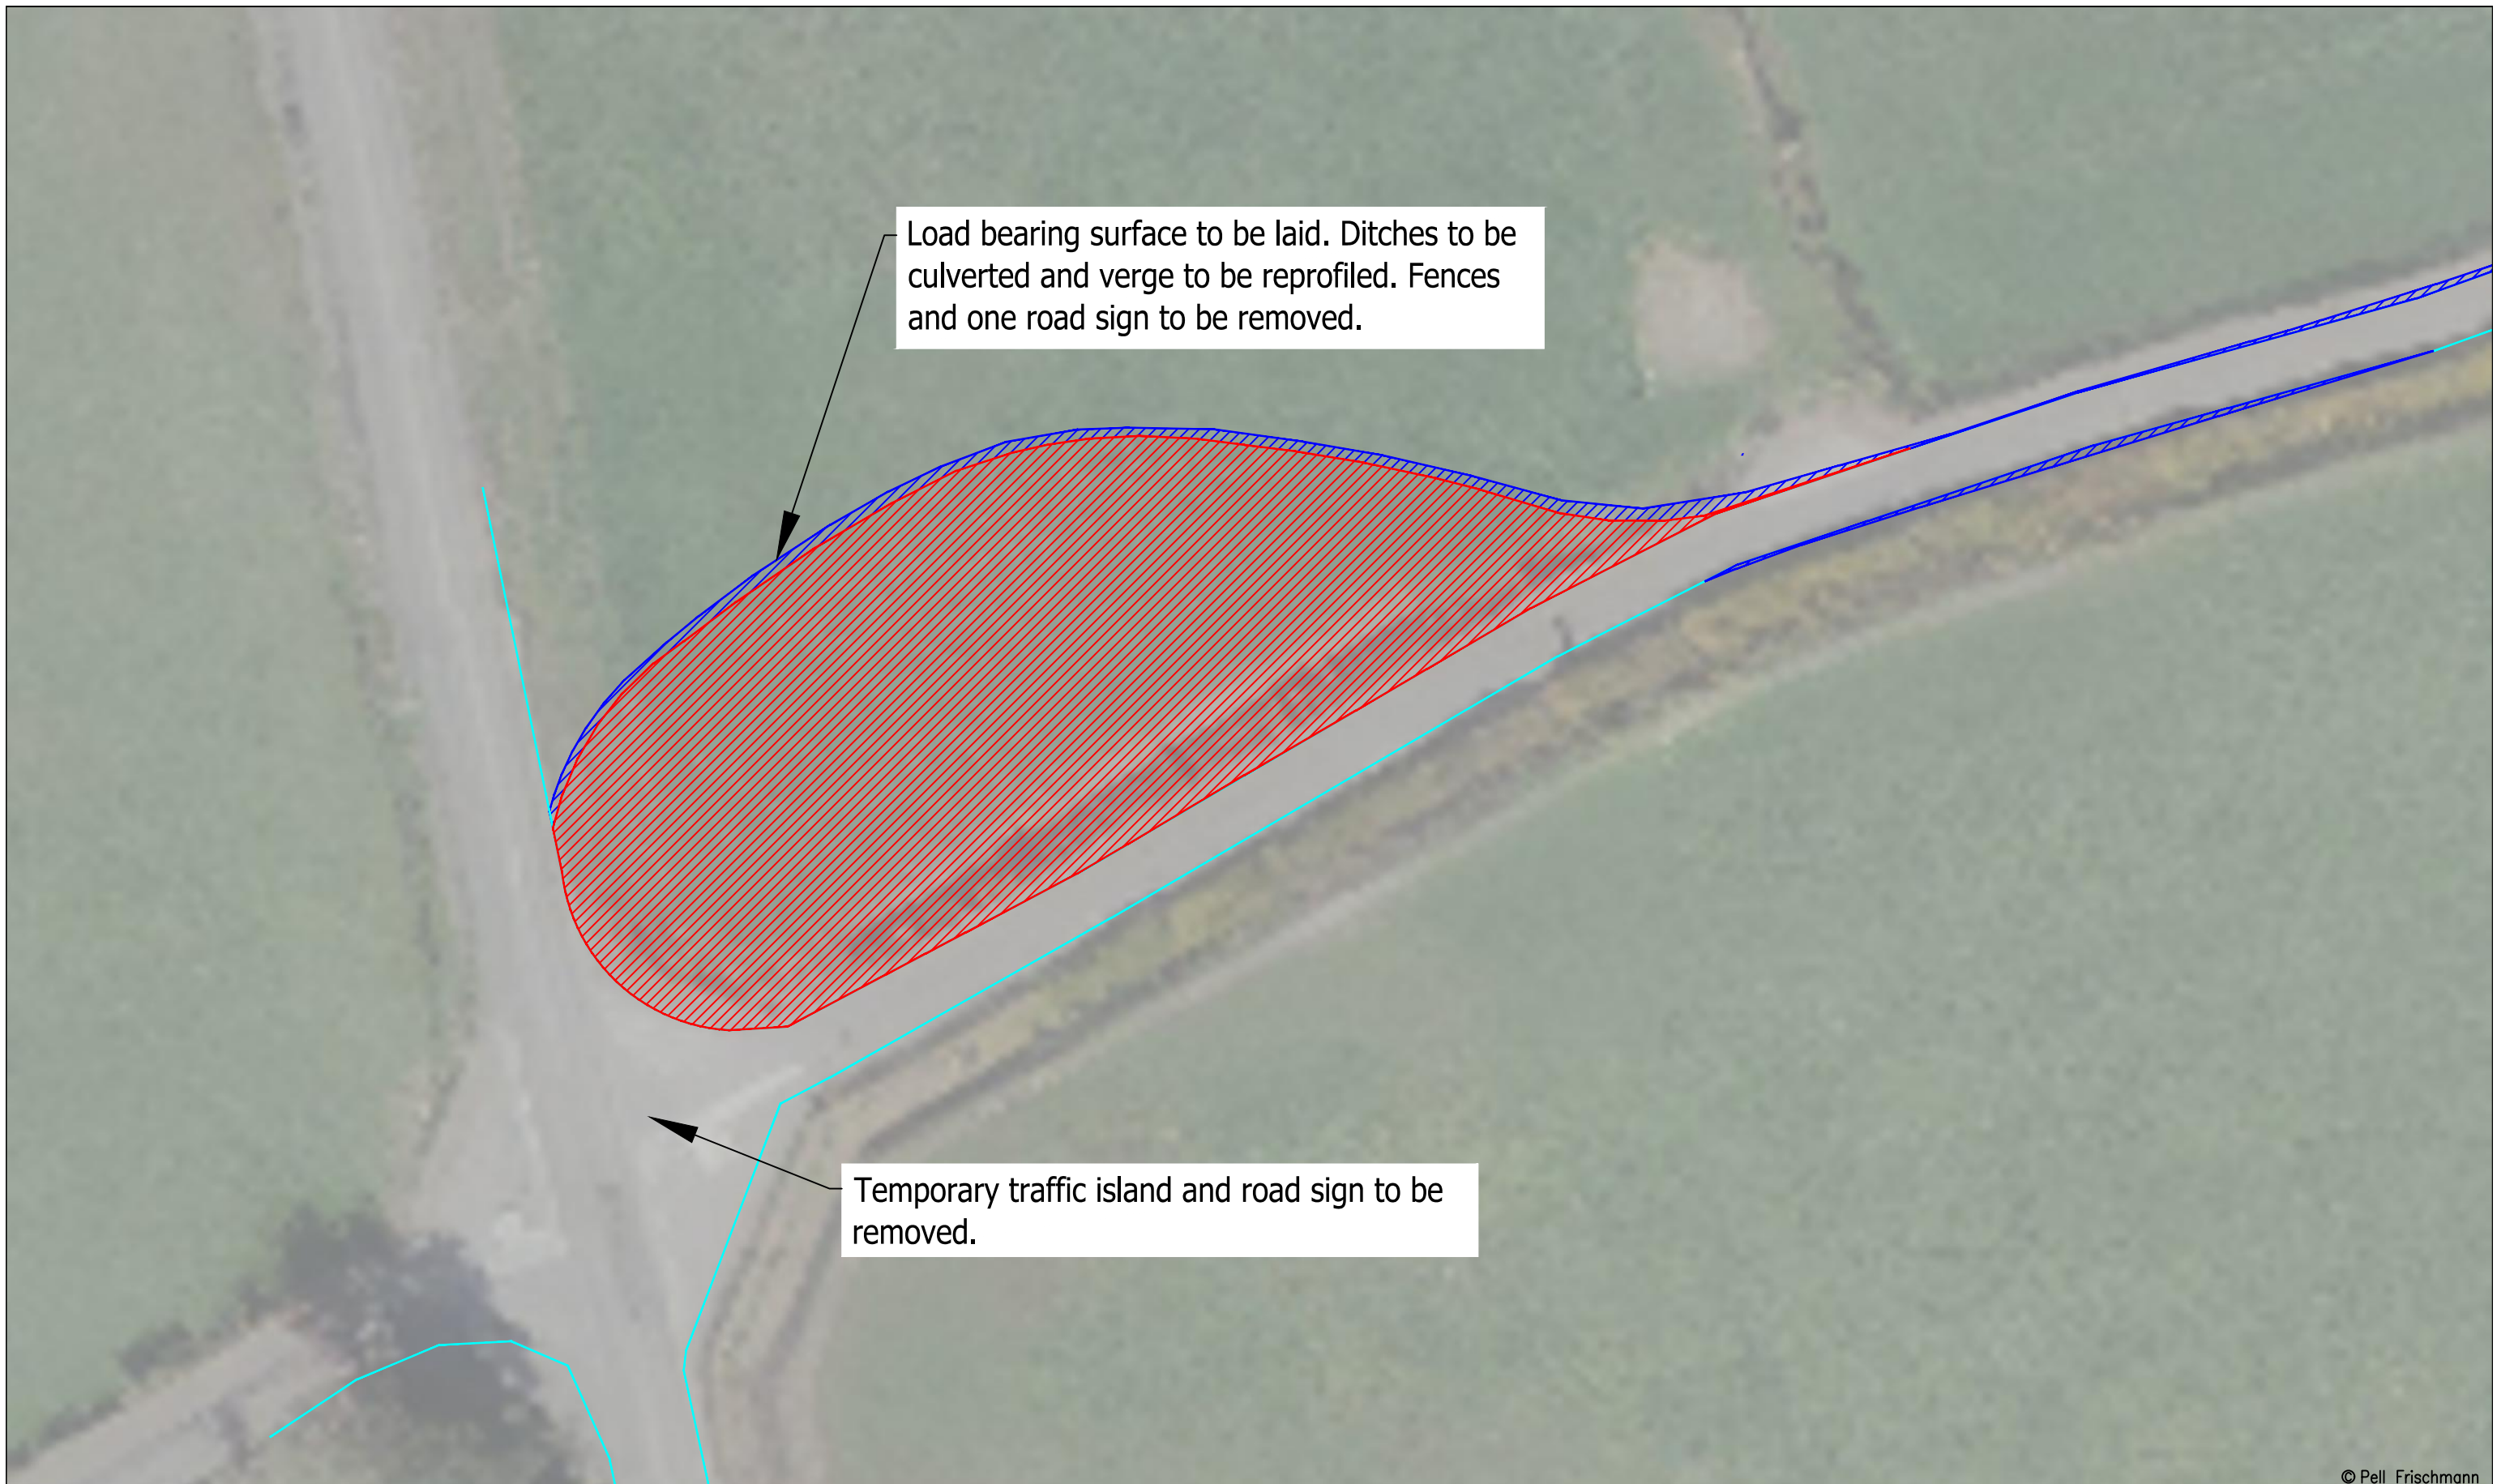 Load bearing surface to be laid. Ditches to be
culverted and verge to be reprofiled. Fences
and one road sign to be removed.
Temporary traffic island and road sign to be
removed.
© Pell Frischmann